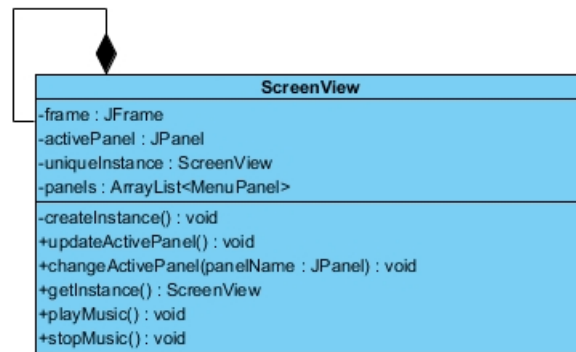 ScreenView
-frame : JFrame
-activePanel : JPanel
-uniqueInstance : ScreenView
-panels : ArrayList<MenuPanel>
-createInstance() : void
+updateActivePanel() : void
+changeActivePanel(panelName : JPanel) : void
+getInstance() : ScreenView
+playMusic() : void
+stopMusic() : void